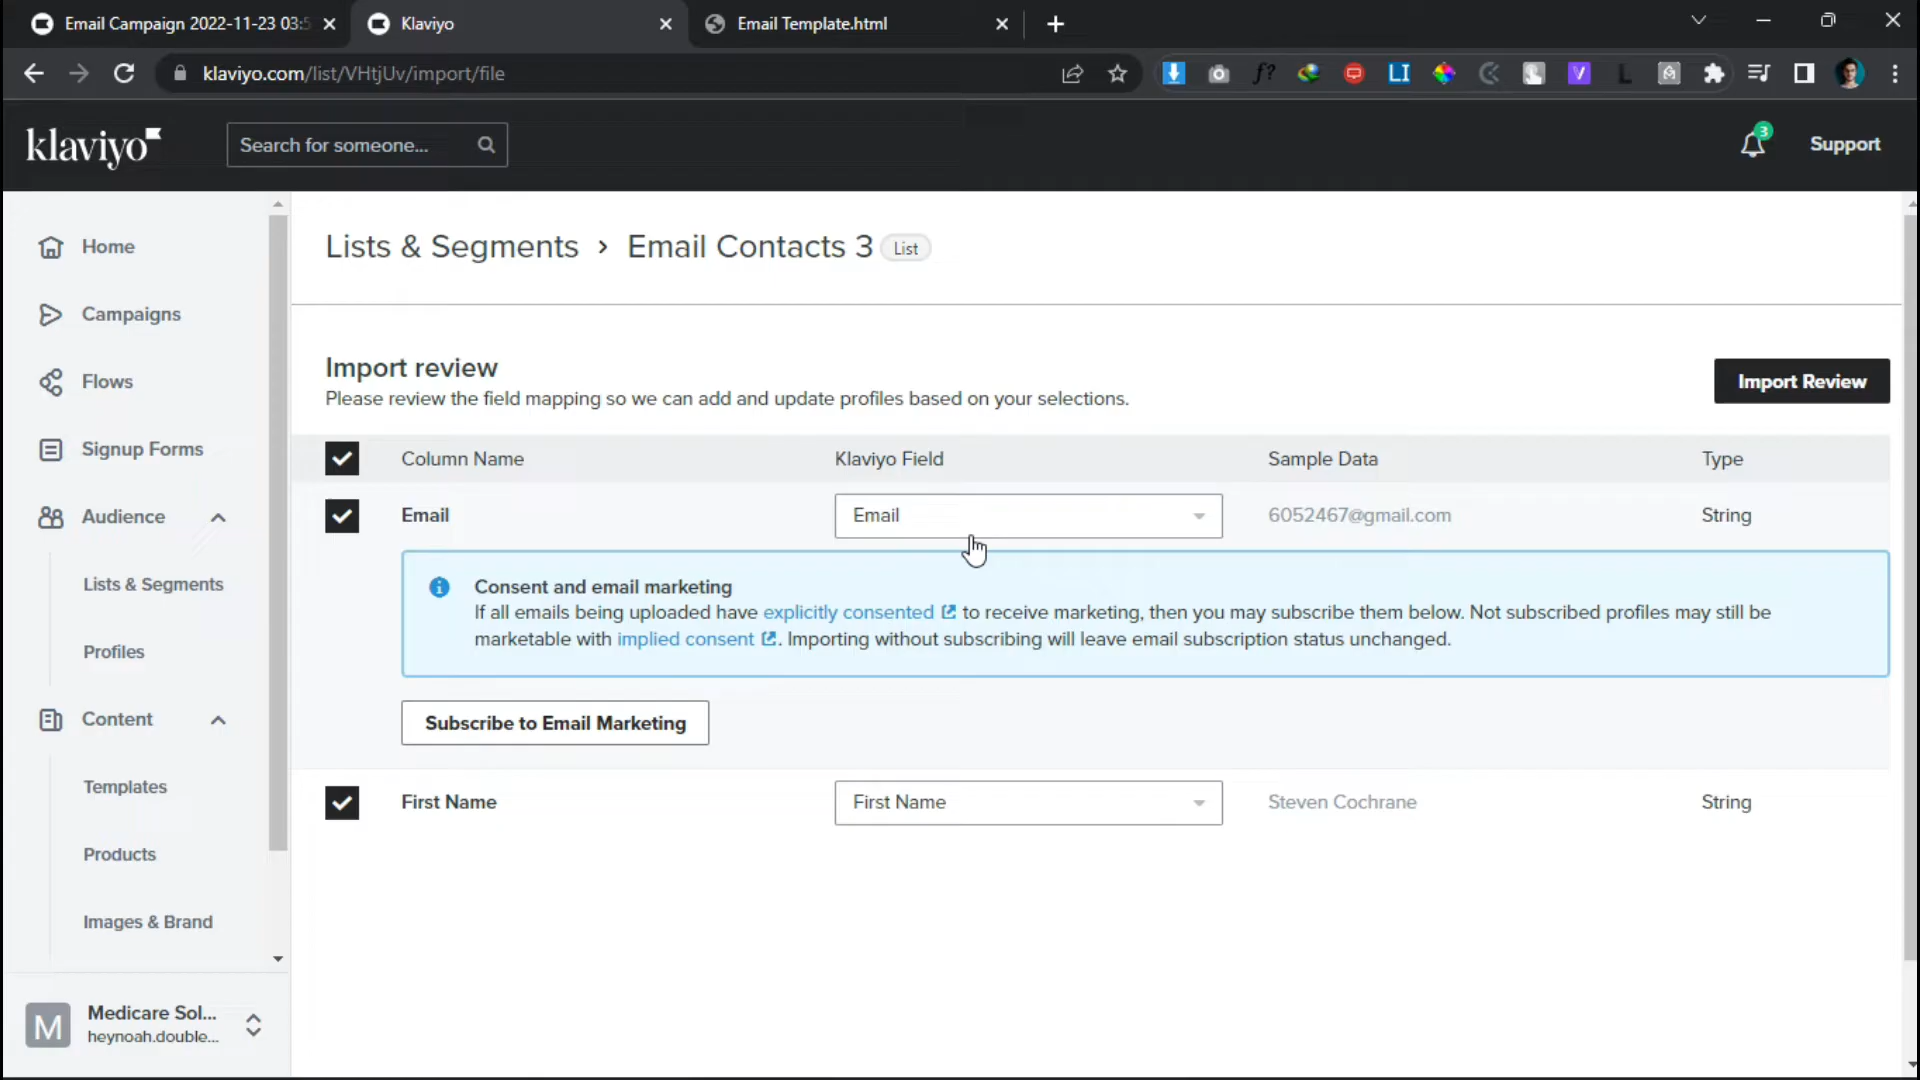 Email Campaign 2022-11-23 03:5
Klaviyo
Email Template.html
klaviyo.com/list/VHtjUv/import/file
f?
LI
V
L
klaviyo
Search for someone...
3
Support
Home
Campaigns
Flows
Signup Forms
Audience
Lists & Segments
Profiles
Content
Templates
Products
Images & Brand
M
Medicare Sol...
heynoah.double...
Lists & Segments › Email Contacts 3 List
Import review
Please review the field mapping so we can add and update profiles based on your selections.
Import Review
Column Name Klaviyo Field Sample Data Type
Email Email 6052467@gmail.com String
Consent and email marketing
If all emails being uploaded have explicitly consented to receive marketing, then you may subscribe them below. Not subscribed profiles may still be
marketable with implied consent . Importing without subscribing will leave email subscription status unchanged.
Subscribe to Email Marketing
First Name First Name Steven Cochrane String